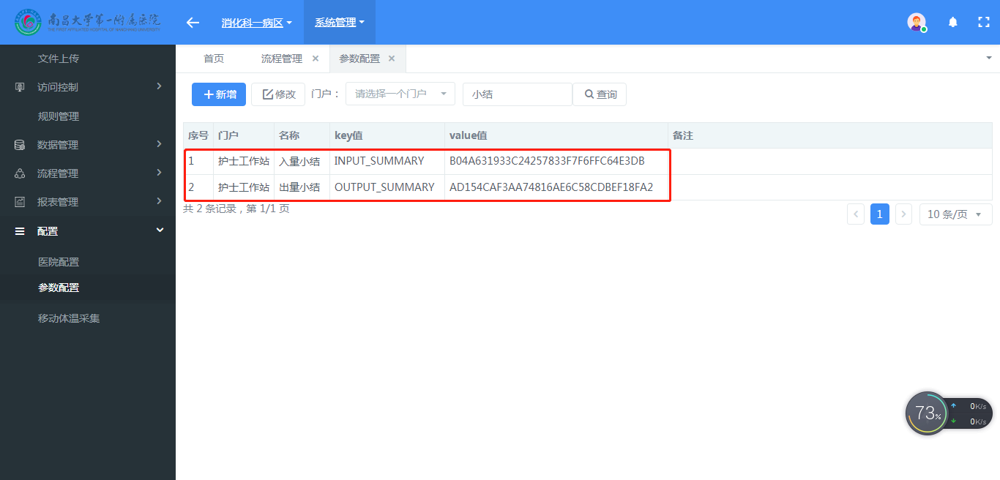 南昌大学第一附属医院
THE FIRST AFFILIATED HOSPITAL OF NANCHANG UNIVERSITY
消化科一病区
系统管理
文件上传
访问控制
规则管理
数据管理
流程管理
报表管理
配置
医院配置
参数配置
移动体温采集
首页 流程管理 × 参数配置 ×
+新增 修改 门户： 请选择一个门户 小结 查询
序号 门户 名称 key值 value值 备注
1 护士工作站 入量小结 INPUT_SUMMARY B04A631933C24257833F7F6FFC64E3DB
2 护士工作站 出量小结 OUTPUT_SUMMARY AD154CAF3AA74816AE6C58CDBEF18FA2
共 2 条记录，第 1/1 页
1 10 条/页
73%
0K/s
0K/s